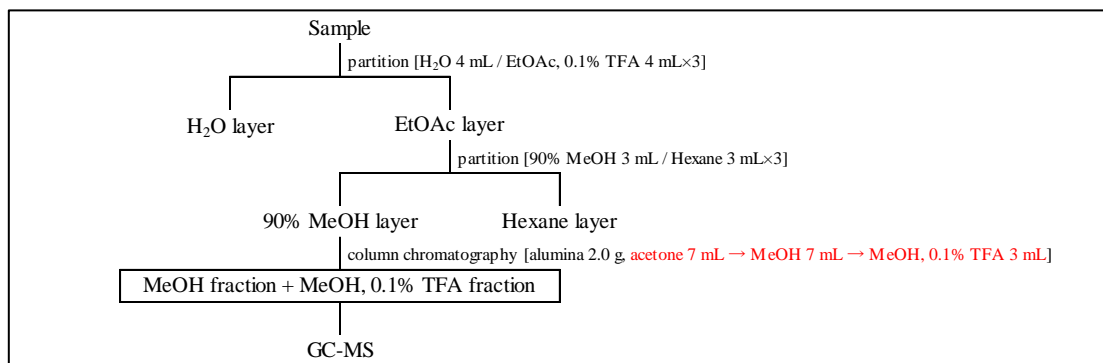 Sample
partition [H₂O 4 mL / EtOAc, 0.1% TFA 4 mL×3]
H₂O layer EtOAc layer
partition [90% MeOH 3 mL / Hexane 3 mL×3]
90% MeOH layer Hexane layer
column chromatography [alumina 2.0 g, acetone 7 mL → MeOH 7 mL → MeOH, 0.1% TFA 3 mL]
MeOH fraction + MeOH, 0.1% TFA fraction
GC-MS